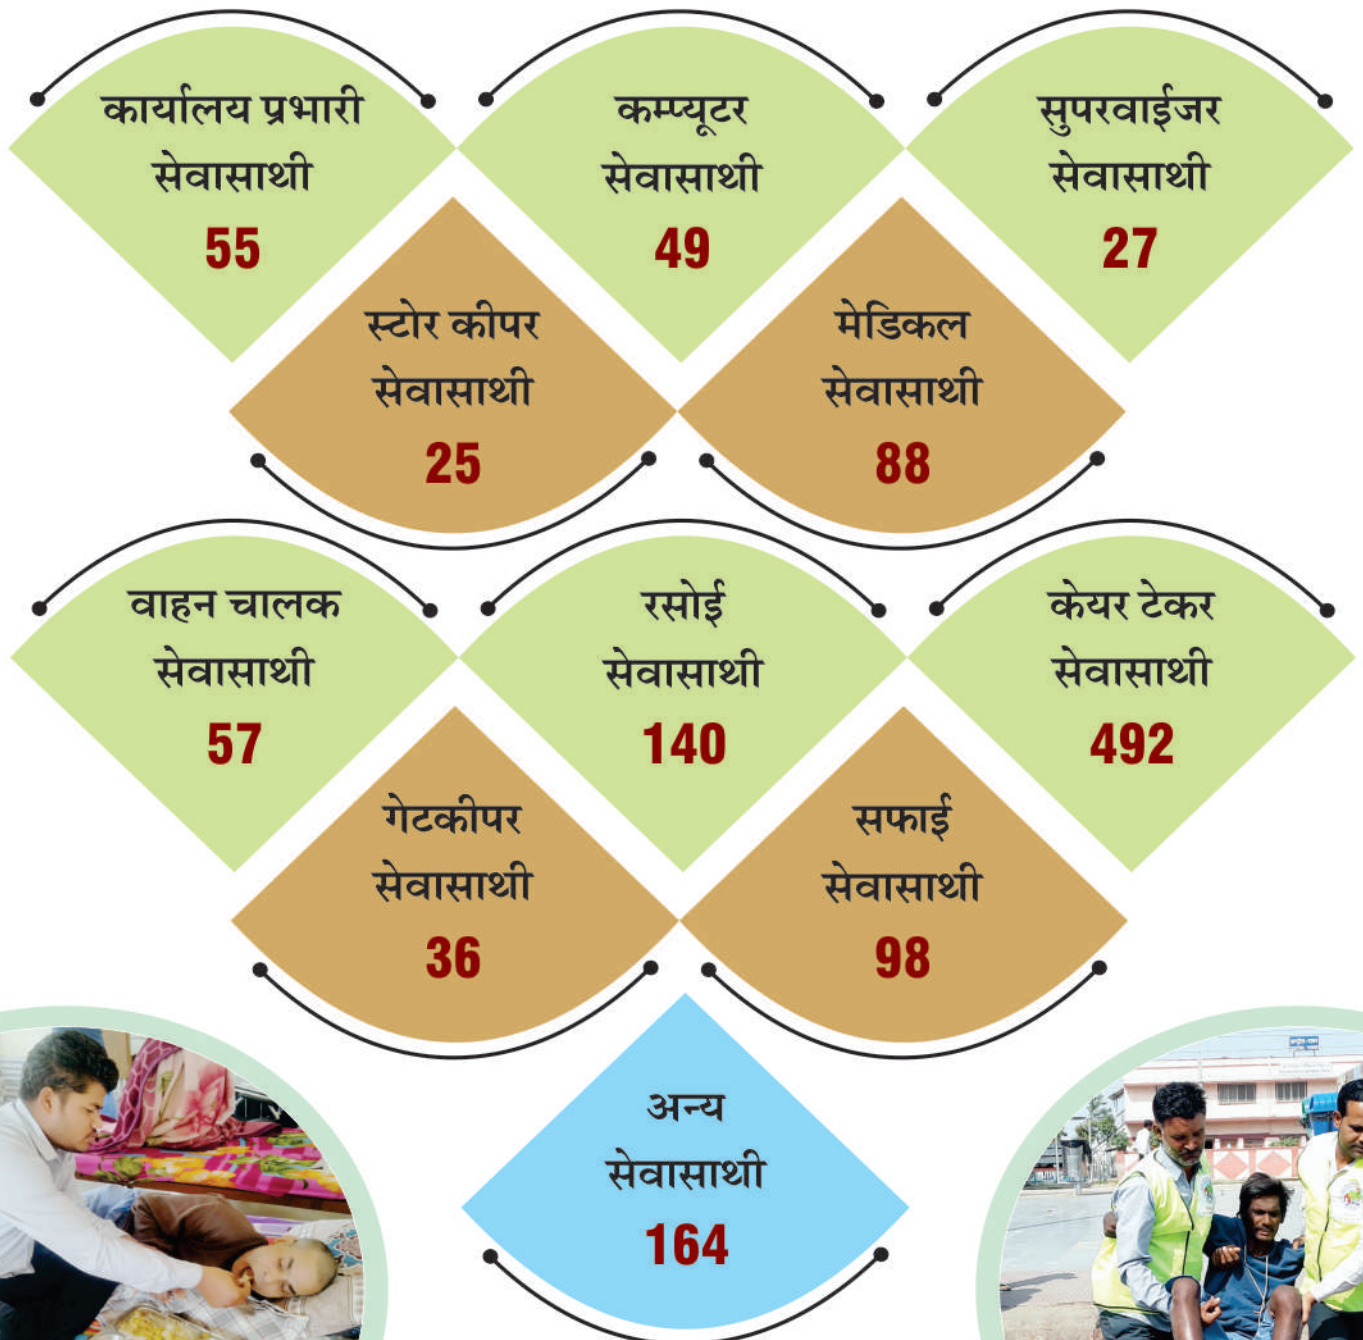 कार्यालय प्रभारी
सेवासाथी
55
कम्प्यूटर
सेवासाथी
49
सुपरवाईजर
सेवासाथी
27
स्टोर कीपर
सेवासाथी
25
मेडिकल
सेवासाथी
88
वाहन चालक
सेवासाथी
57
रसोई
सेवासाथी
140
केयर टेकर
सेवासाथी
492
गेटकीपर
सेवासाथी
36
सफाई
सेवासाथी
98
अन्य
सेवासाथी
164